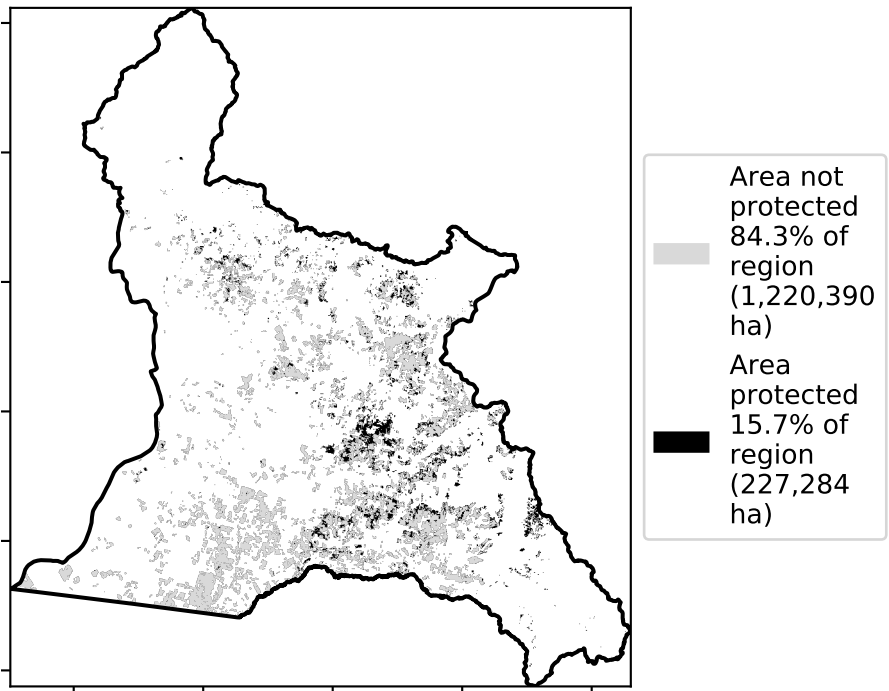 Area not
protected
84.3% of
region
(1,220,390
ha)
Area
protected
15.7% of
region
(227,284
ha)